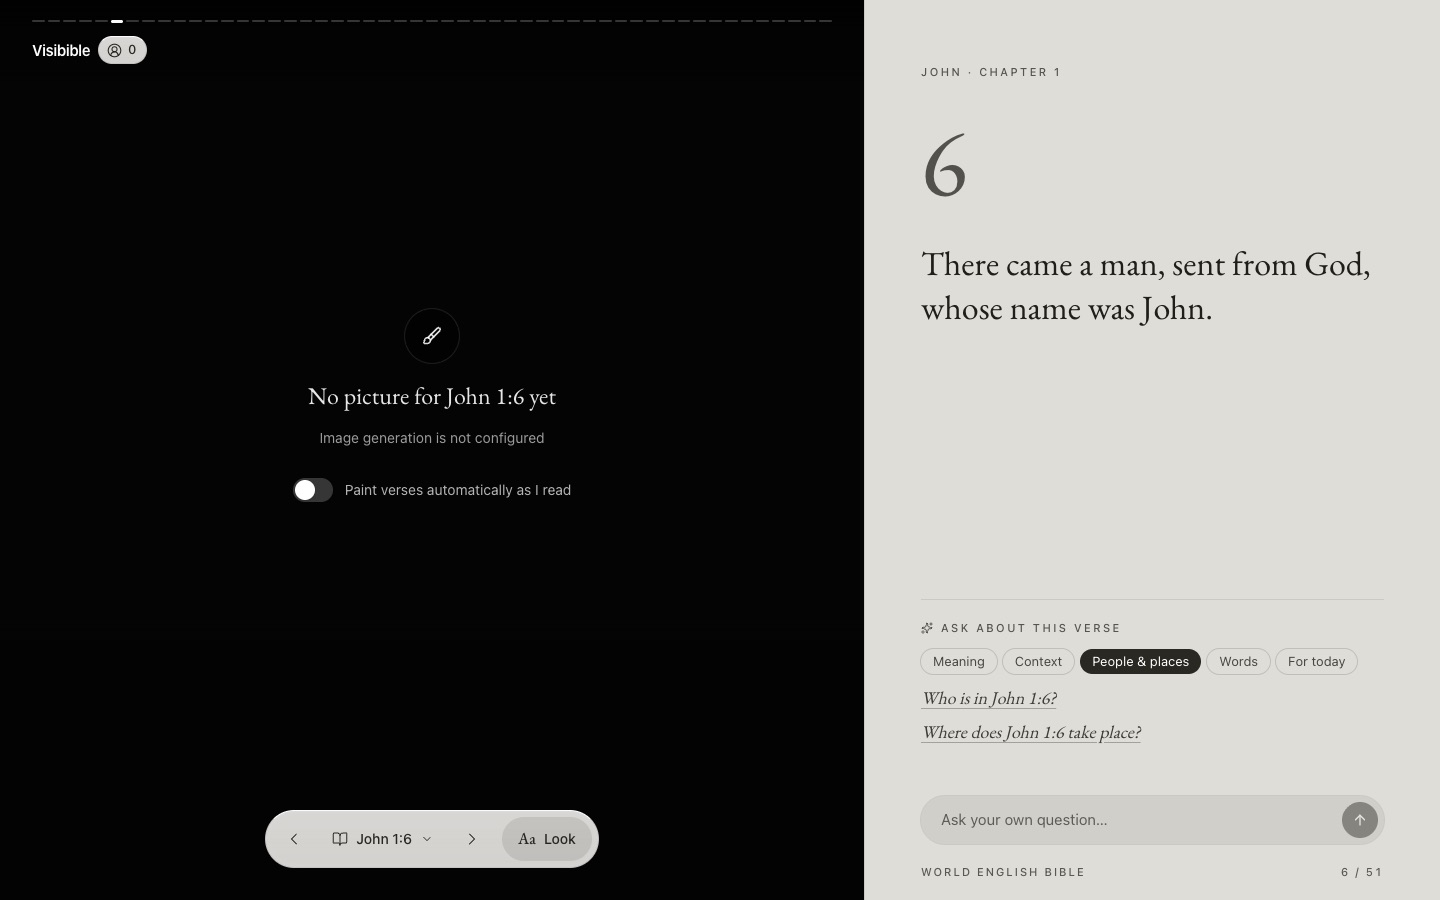 Visibible 0
No picture for John 1:6 yet
Image generation is not configured
Paint verses automatically as I read
John 1:6
Aa Look
JOHN · CHAPTER 1
6
There came a man, sent from God,
whose name was John.
ASK ABOUT THIS VERSE
Meaning Context People & places Words For today
Who is in John 1:6?
Where does John 1:6 take place?
Ask your own question...
WORLD ENGLISH BIBLE 6 / 51